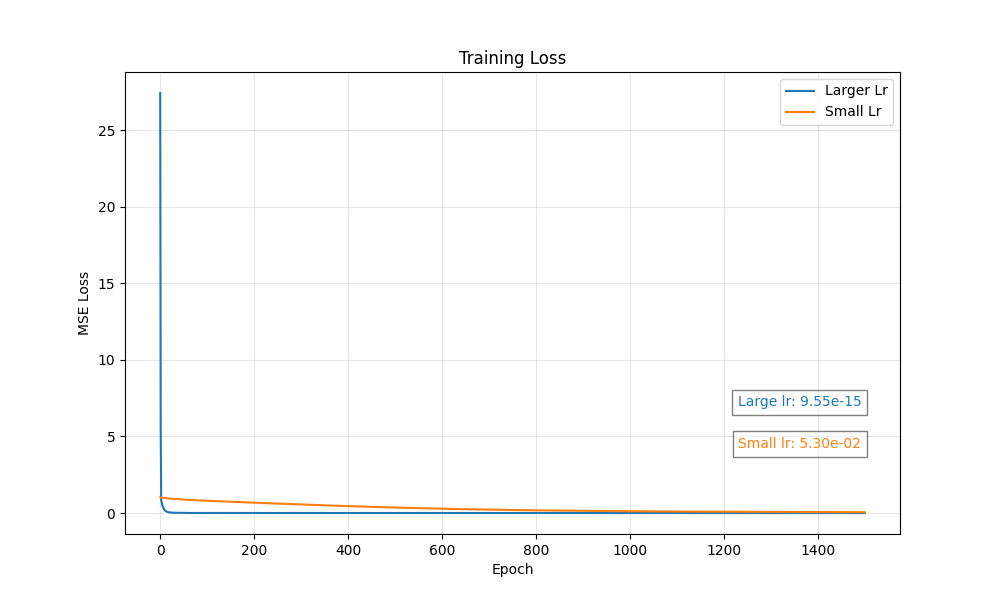 Training Loss
Larger Lr
Small Lr
MSE Loss
25
20
15
10
5
0
Large lr: 9.55e-15
Small lr: 5.30e-02
0 200 400 600 800 1000 1200 1400
Epoch